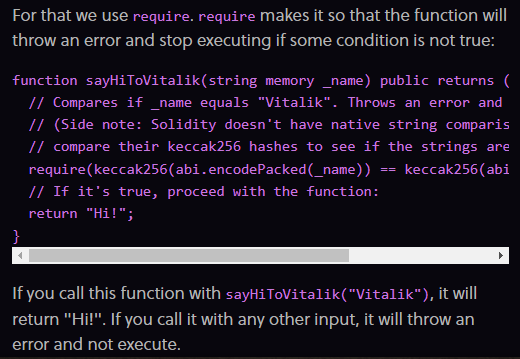 For that we use require. require makes it so that the function will
throw an error and stop executing if some condition is not true:
function sayHiToVitalik(string memory _name) public returns (
// Compares if _name equals "Vitalik". Throws an error and
// (Side note: Solidity doesn't have native string comparis
// compare their keccak256 hashes to see if the strings are
require(keccak256(abi.encodePacked(_name)) == keccak256(abi
// If it's true, proceed with the function:
return "Hi!";
}
If you call this function with sayHiToVitalik("Vitalik"), it will
return "Hi!". If you call it with any other input, it will throw an
error and not execute.